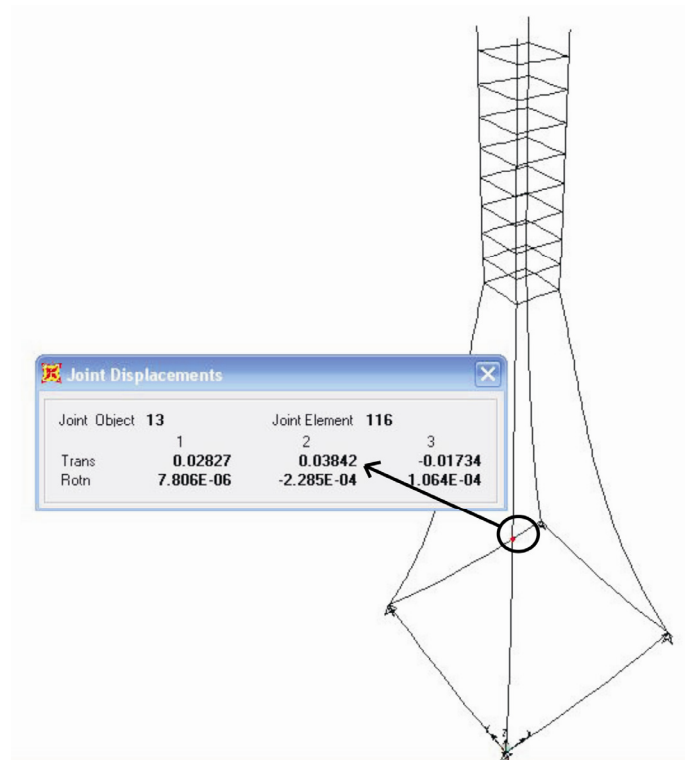 Joint Displacements
Joint Object 13 Joint Element 116
1 2 3
Trans 0.02827 0.03842 -0.01734
Rotn 7.806E-06 -2.285E-04 1.064E-04